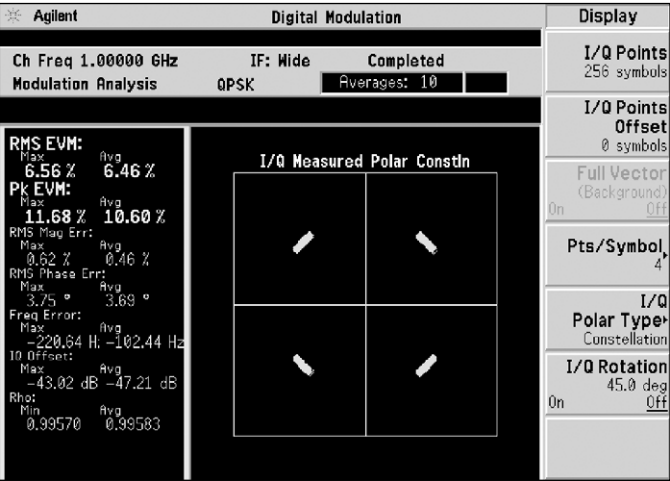 Agilent
Digital Modulation
Display
Ch Freq 1.00000 GHz
IF: Wide
Completed
Modulation Analysis
QPSK
Averages: 10
RMS EVM:
Max Avg
6.56 % 6.46 %
Pk EVM:
Max Avg
11.68 % 10.60 %
RMS Mag Err:
Max Avg
0.62 % 0.46 %
RMS Phase Err:
Max Avg
3.75 ° 3.69 °
Freq Error:
Max Avg
-220.64 H: -102.44 Hz
IQ Offset:
Max Avg
-43.02 dB -47.21 dB
Rho:
Min Avg
0.99570 0.99583
I/Q Measured Polar Constln
I/Q Points
256 symbols
I/Q Points
Offset
0 symbols
Full Vector
(Background)
On Off
Pts/Symbol
4
I/Q
Polar Type
Constellation
I/Q Rotation
45.0 deg
On Off